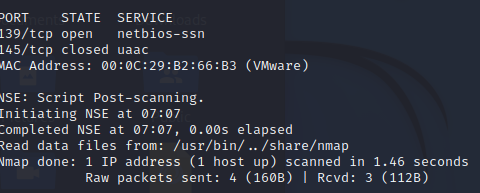 PORT    STATE  SERVICE
139/tcp open   netbios-ssn
145/tcp closed uaac
MAC Address: 00:0C:29:B2:66:B3 (VMware)

NSE: Script Post-scanning.
Initiating NSE at 07:07
Completed NSE at 07:07, 0.00s elapsed
Read data files from: /usr/bin/../share/nmap
Nmap done: 1 IP address (1 host up) scanned in 1.46 seconds
           Raw packets sent: 4 (160B) | Rcvd: 3 (112B)